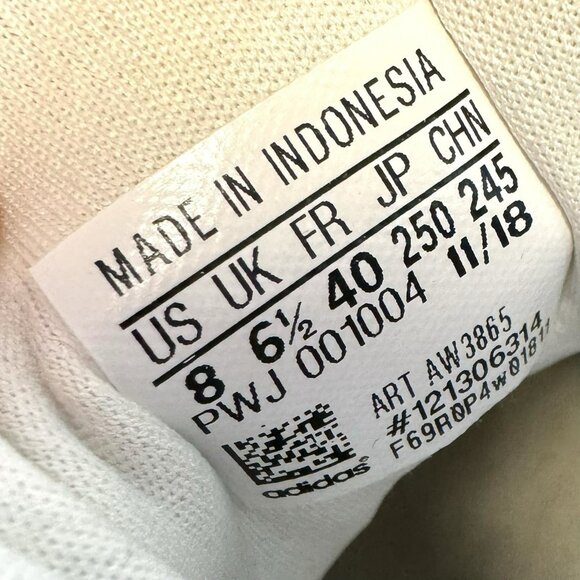 MADE IN INDONESIA
US UK FR JP CHN
8 6½ 40 250 245
PWJ 001004 11/18
ART AW3865
#121306314
F69R0P4w01811
adidas